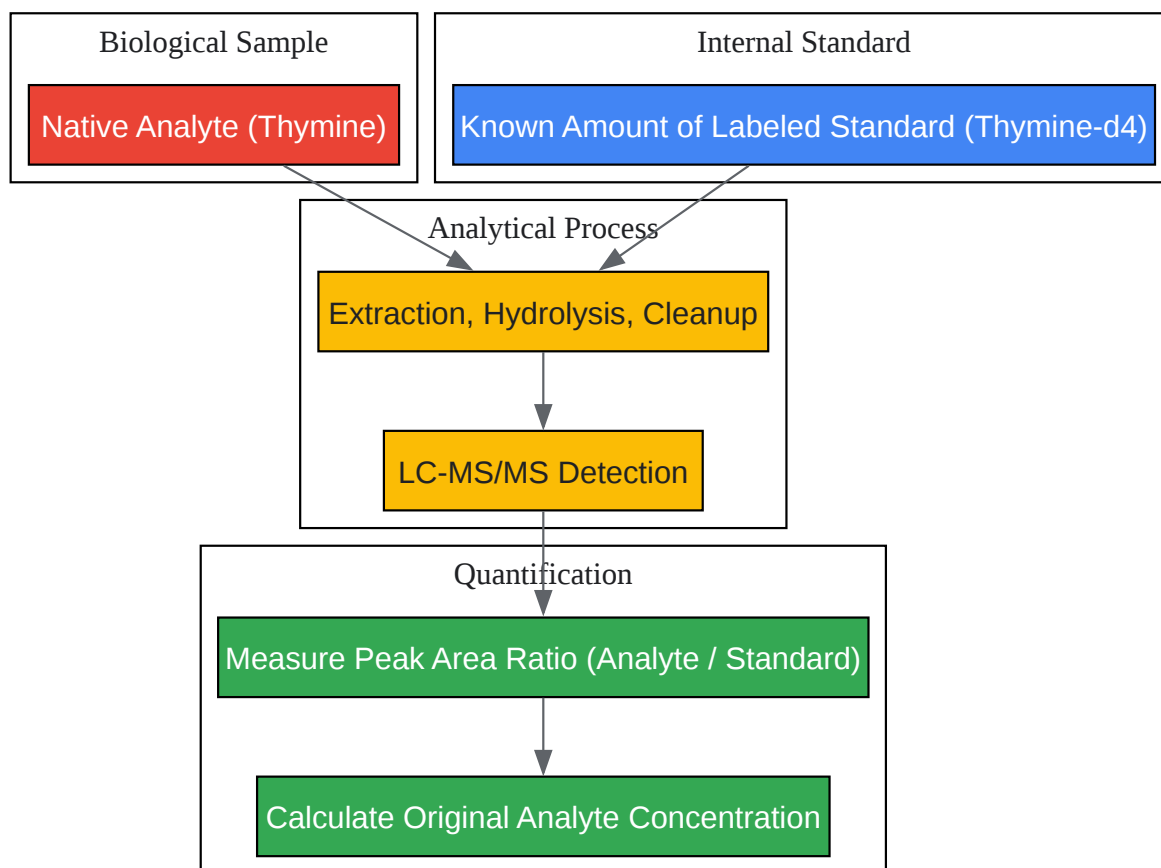 Biological Sample
Internal Standard
Native Analyte (Thymine)
Known Amount of Labeled Standard (Thymine-d4)
Analytical Process
Extraction, Hydrolysis, Cleanup
LC-MS/MS Detection
Quantification
Measure Peak Area Ratio (Analyte / Standard)
Calculate Original Analyte Concentration